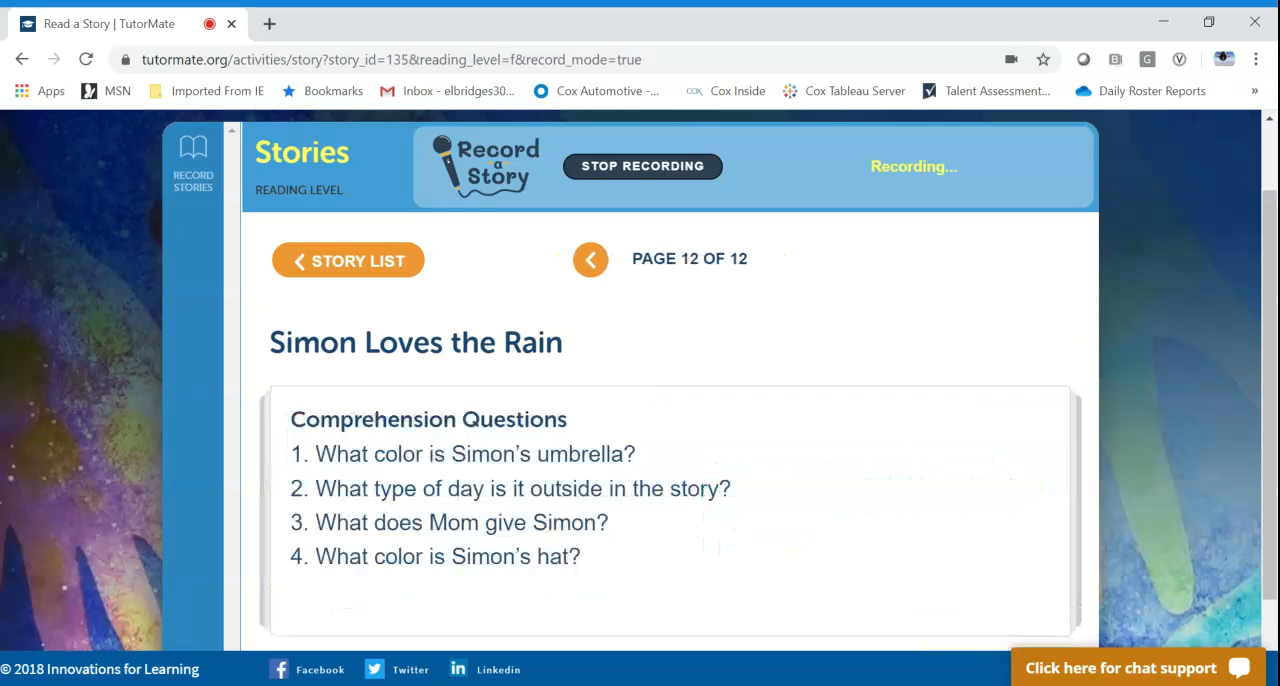 Read a Story | TutorMate
tutormate.org/activities/story?story_id=135&reading_level=f&record_mode=true
Apps MSN Imported From IE Bookmarks Inbox - elbridges30... Cox Automotive -... COX Cox Inside Cox Tableau Server Talent Assessment... Daily Roster Reports »
RECORD
STORIES
Stories
READING LEVEL
Record
a
Story
STOP RECORDING
Recording...
STORY LIST
PAGE 12 OF 12
Simon Loves the Rain
Comprehension Questions
1. What color is Simon’s umbrella?
2. What type of day is it outside in the story?
3. What does Mom give Simon?
4. What color is Simon’s hat?
© 2018 Innovations for Learning Facebook Twitter Linkedin
Click here for chat support